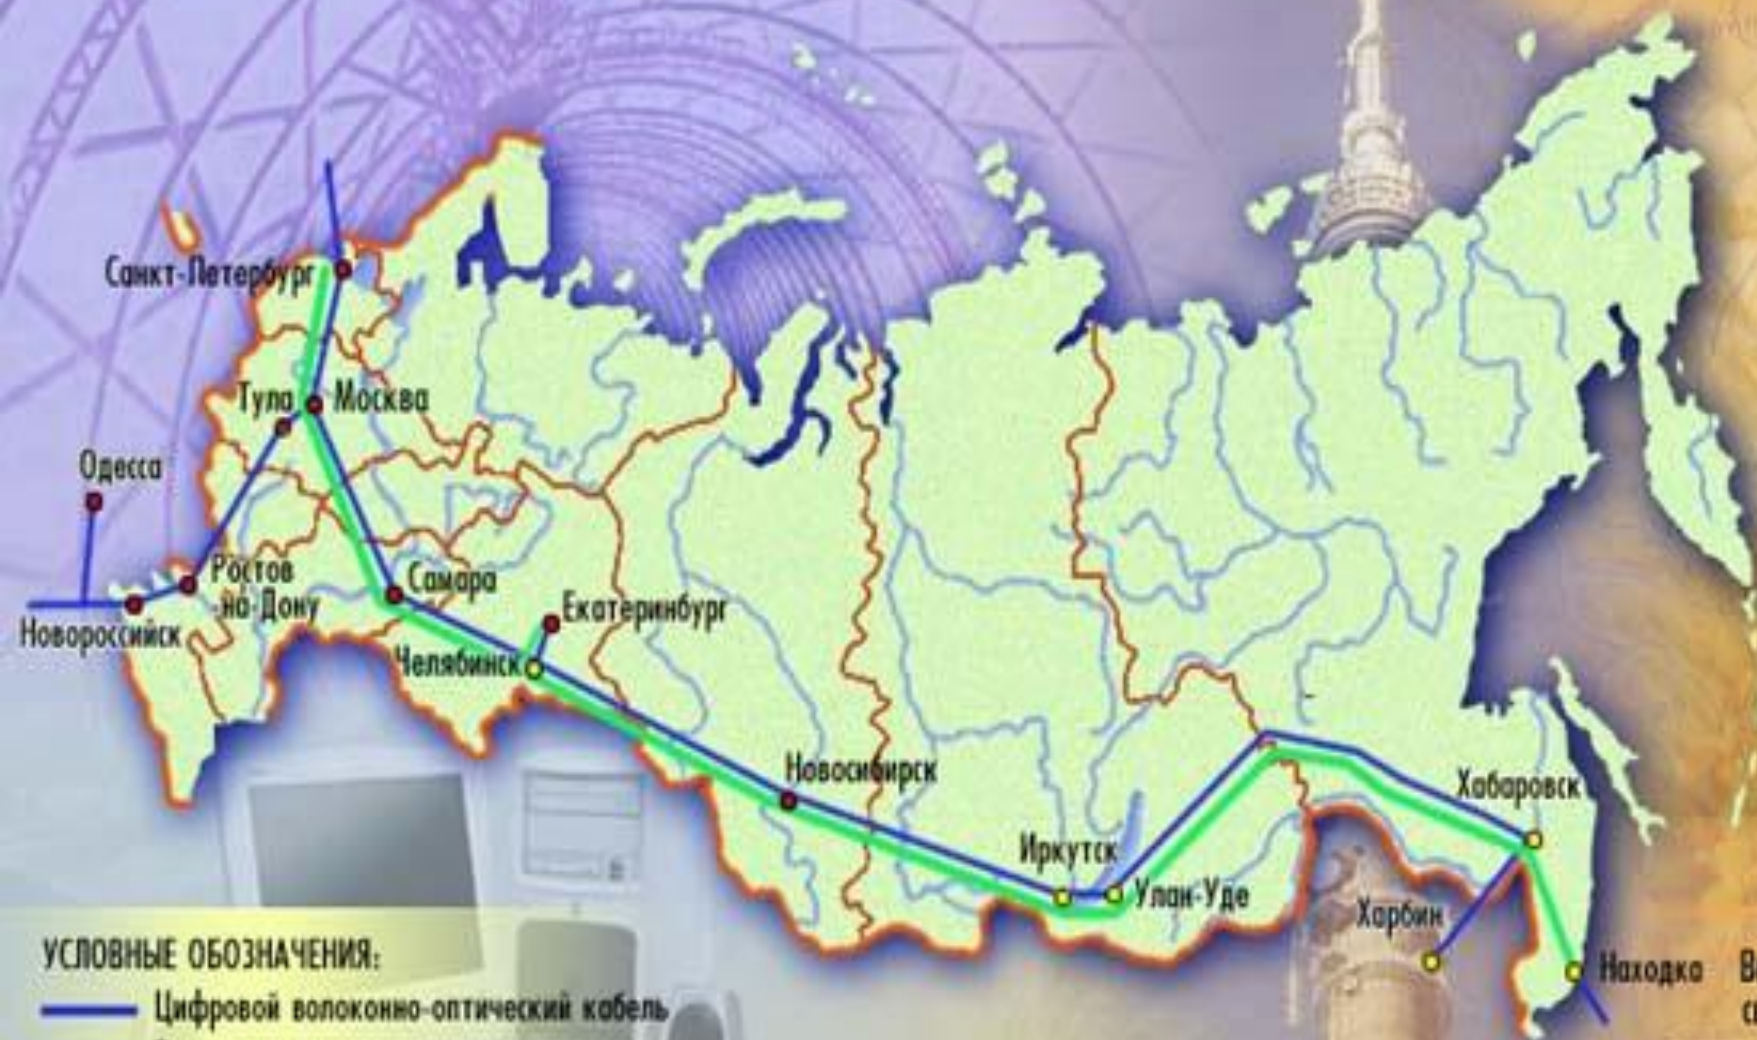 Санкт-Петербург
Тула
Москва
Одесса
Ростов
-на-Дону
Самара
Новороссийск
Екатеринбург
Челябинск
Новосибирск
Хабаровск
Иркутск
Улан-Уде
Харбин
Находка
УСЛОВНЫЕ ОБОЗНАЧЕНИЯ:
Цифровой волоконно-оптический кабель